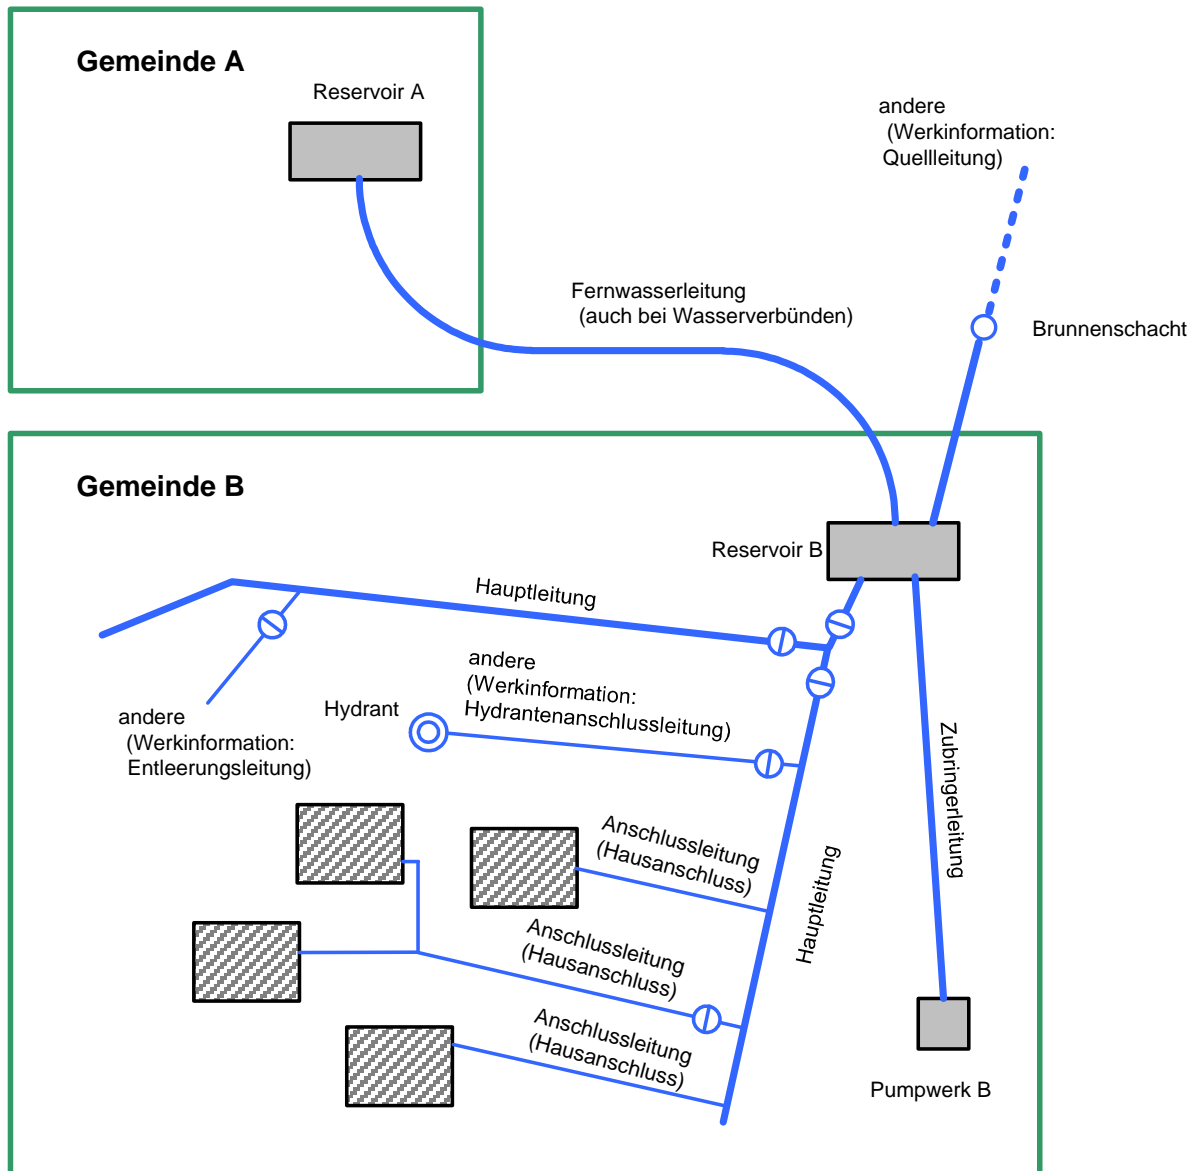 Gemeinde A
Reservoir A
andere
(Werkinformation:
Quellleitung)
Fernwasserleitung
(auch bei Wasserverbünden)
Brunnenschacht
Gemeinde B
Reservoir B
Hauptleitung
andere
(Werkinformation:
Hydrantenanschlussleitung)
Hydrant
andere
(Werkinformation:
Entleerungsleitung)
Zubringerleitung
Anschlussleitung
(Hausanschluss)
Hauptleitung
Anschlussleitung
(Hausanschluss)
Anschlussleitung
(Hausanschluss)
Pumpwerk B